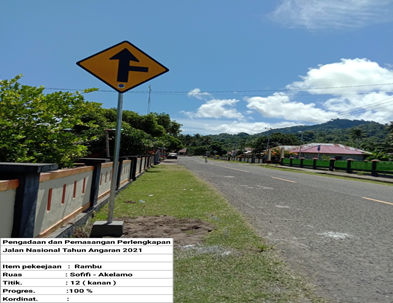 Pengadaan dan Pemasangan Perlengkapan
Jalan Nasional Tahun Angaran 2021
Item pekeejaan : Rambu
Ruas : Sofifi - Akelamo
Titik. : 12 ( kanan )
Progres. :100 %
Kordinat. :